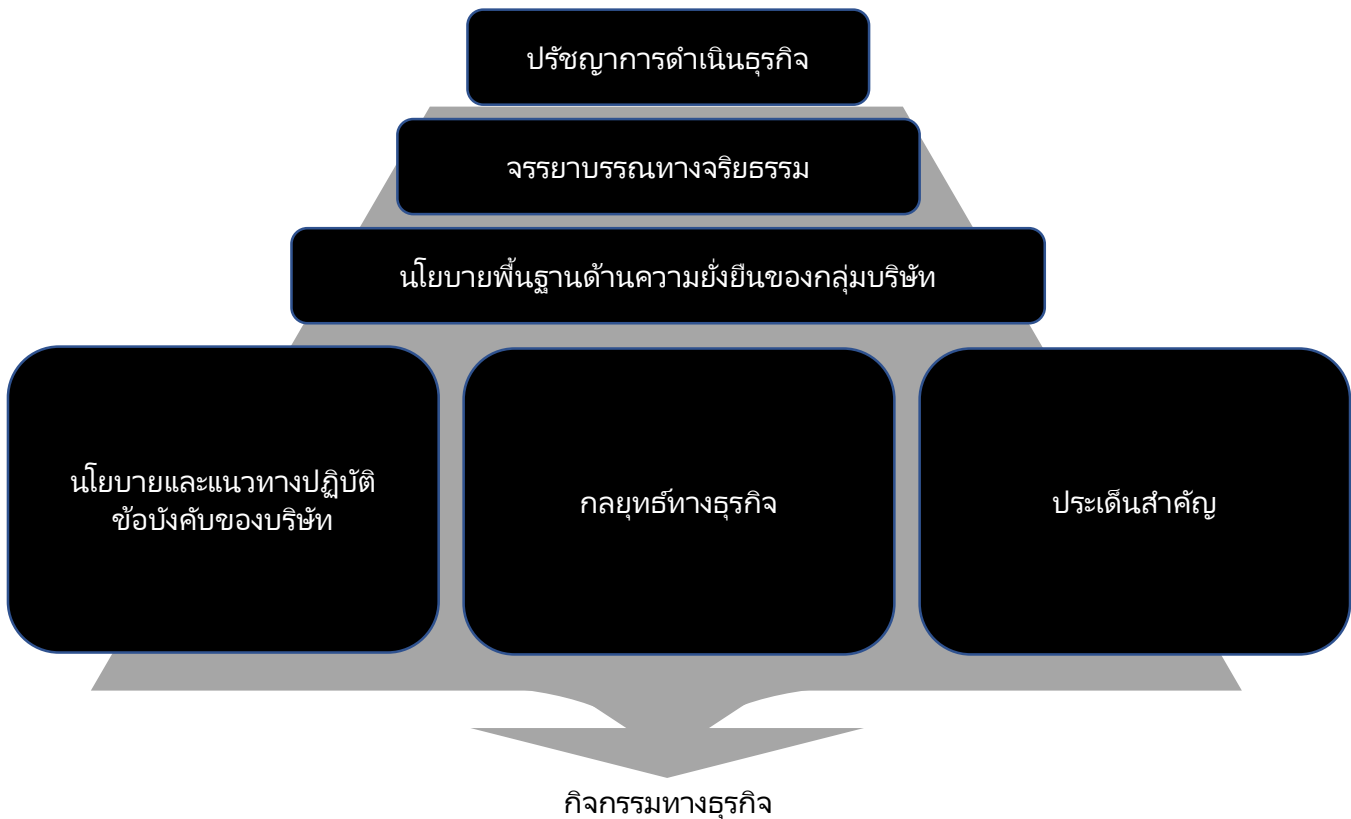 ปรัชญาการดำเนินธุรกิจ
จรรยาบรรณทางจริยธรรม
นโยบายพื้นฐานด้านความยั่งยืนของกลุ่มบริษัท
นโยบายและแนวทางปฏิบัติ
ข้อบังคับของบริษัท
กลยุทธ์ทางธุรกิจ
ประเด็นสำคัญ
กิจกรรมทางธุรกิจ